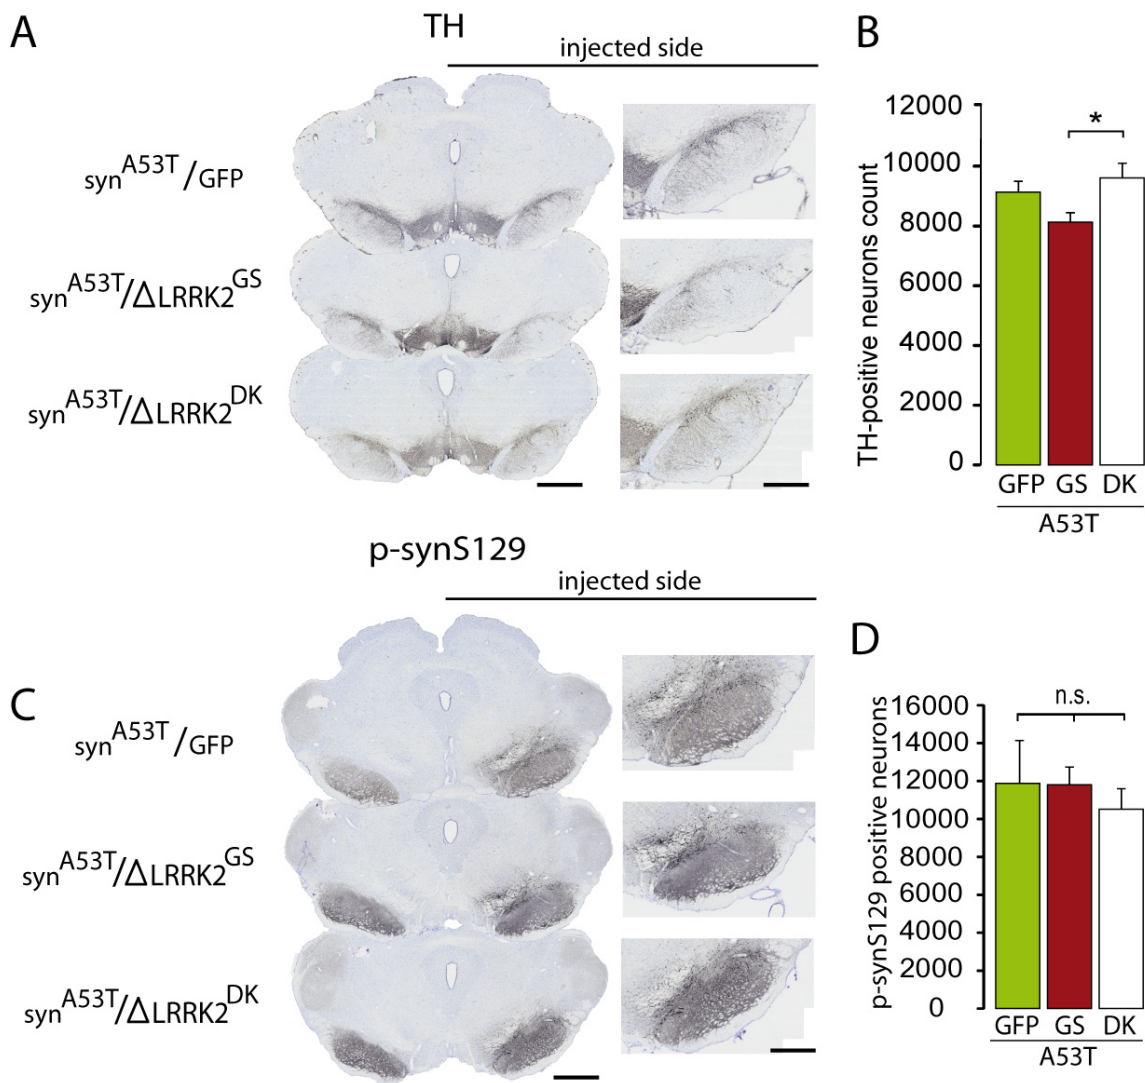 A
TH
injected side
syn^A53T/GFP
syn^A53T/ΔLRRK2^GS
syn^A53T/ΔLRRK2^DK
B
TH-positive neurons count
12000
10000
8000
6000
4000
2000
0
*
GFP GS DK
A53T
p-synS129
injected side
C
syn^A53T/GFP
syn^A53T/ΔLRRK2^GS
syn^A53T/ΔLRRK2^DK
D
p-synS129 positive neurons
16000
14000
12000
10000
8000
6000
4000
2000
0
n.s.
GFP GS DK
A53T